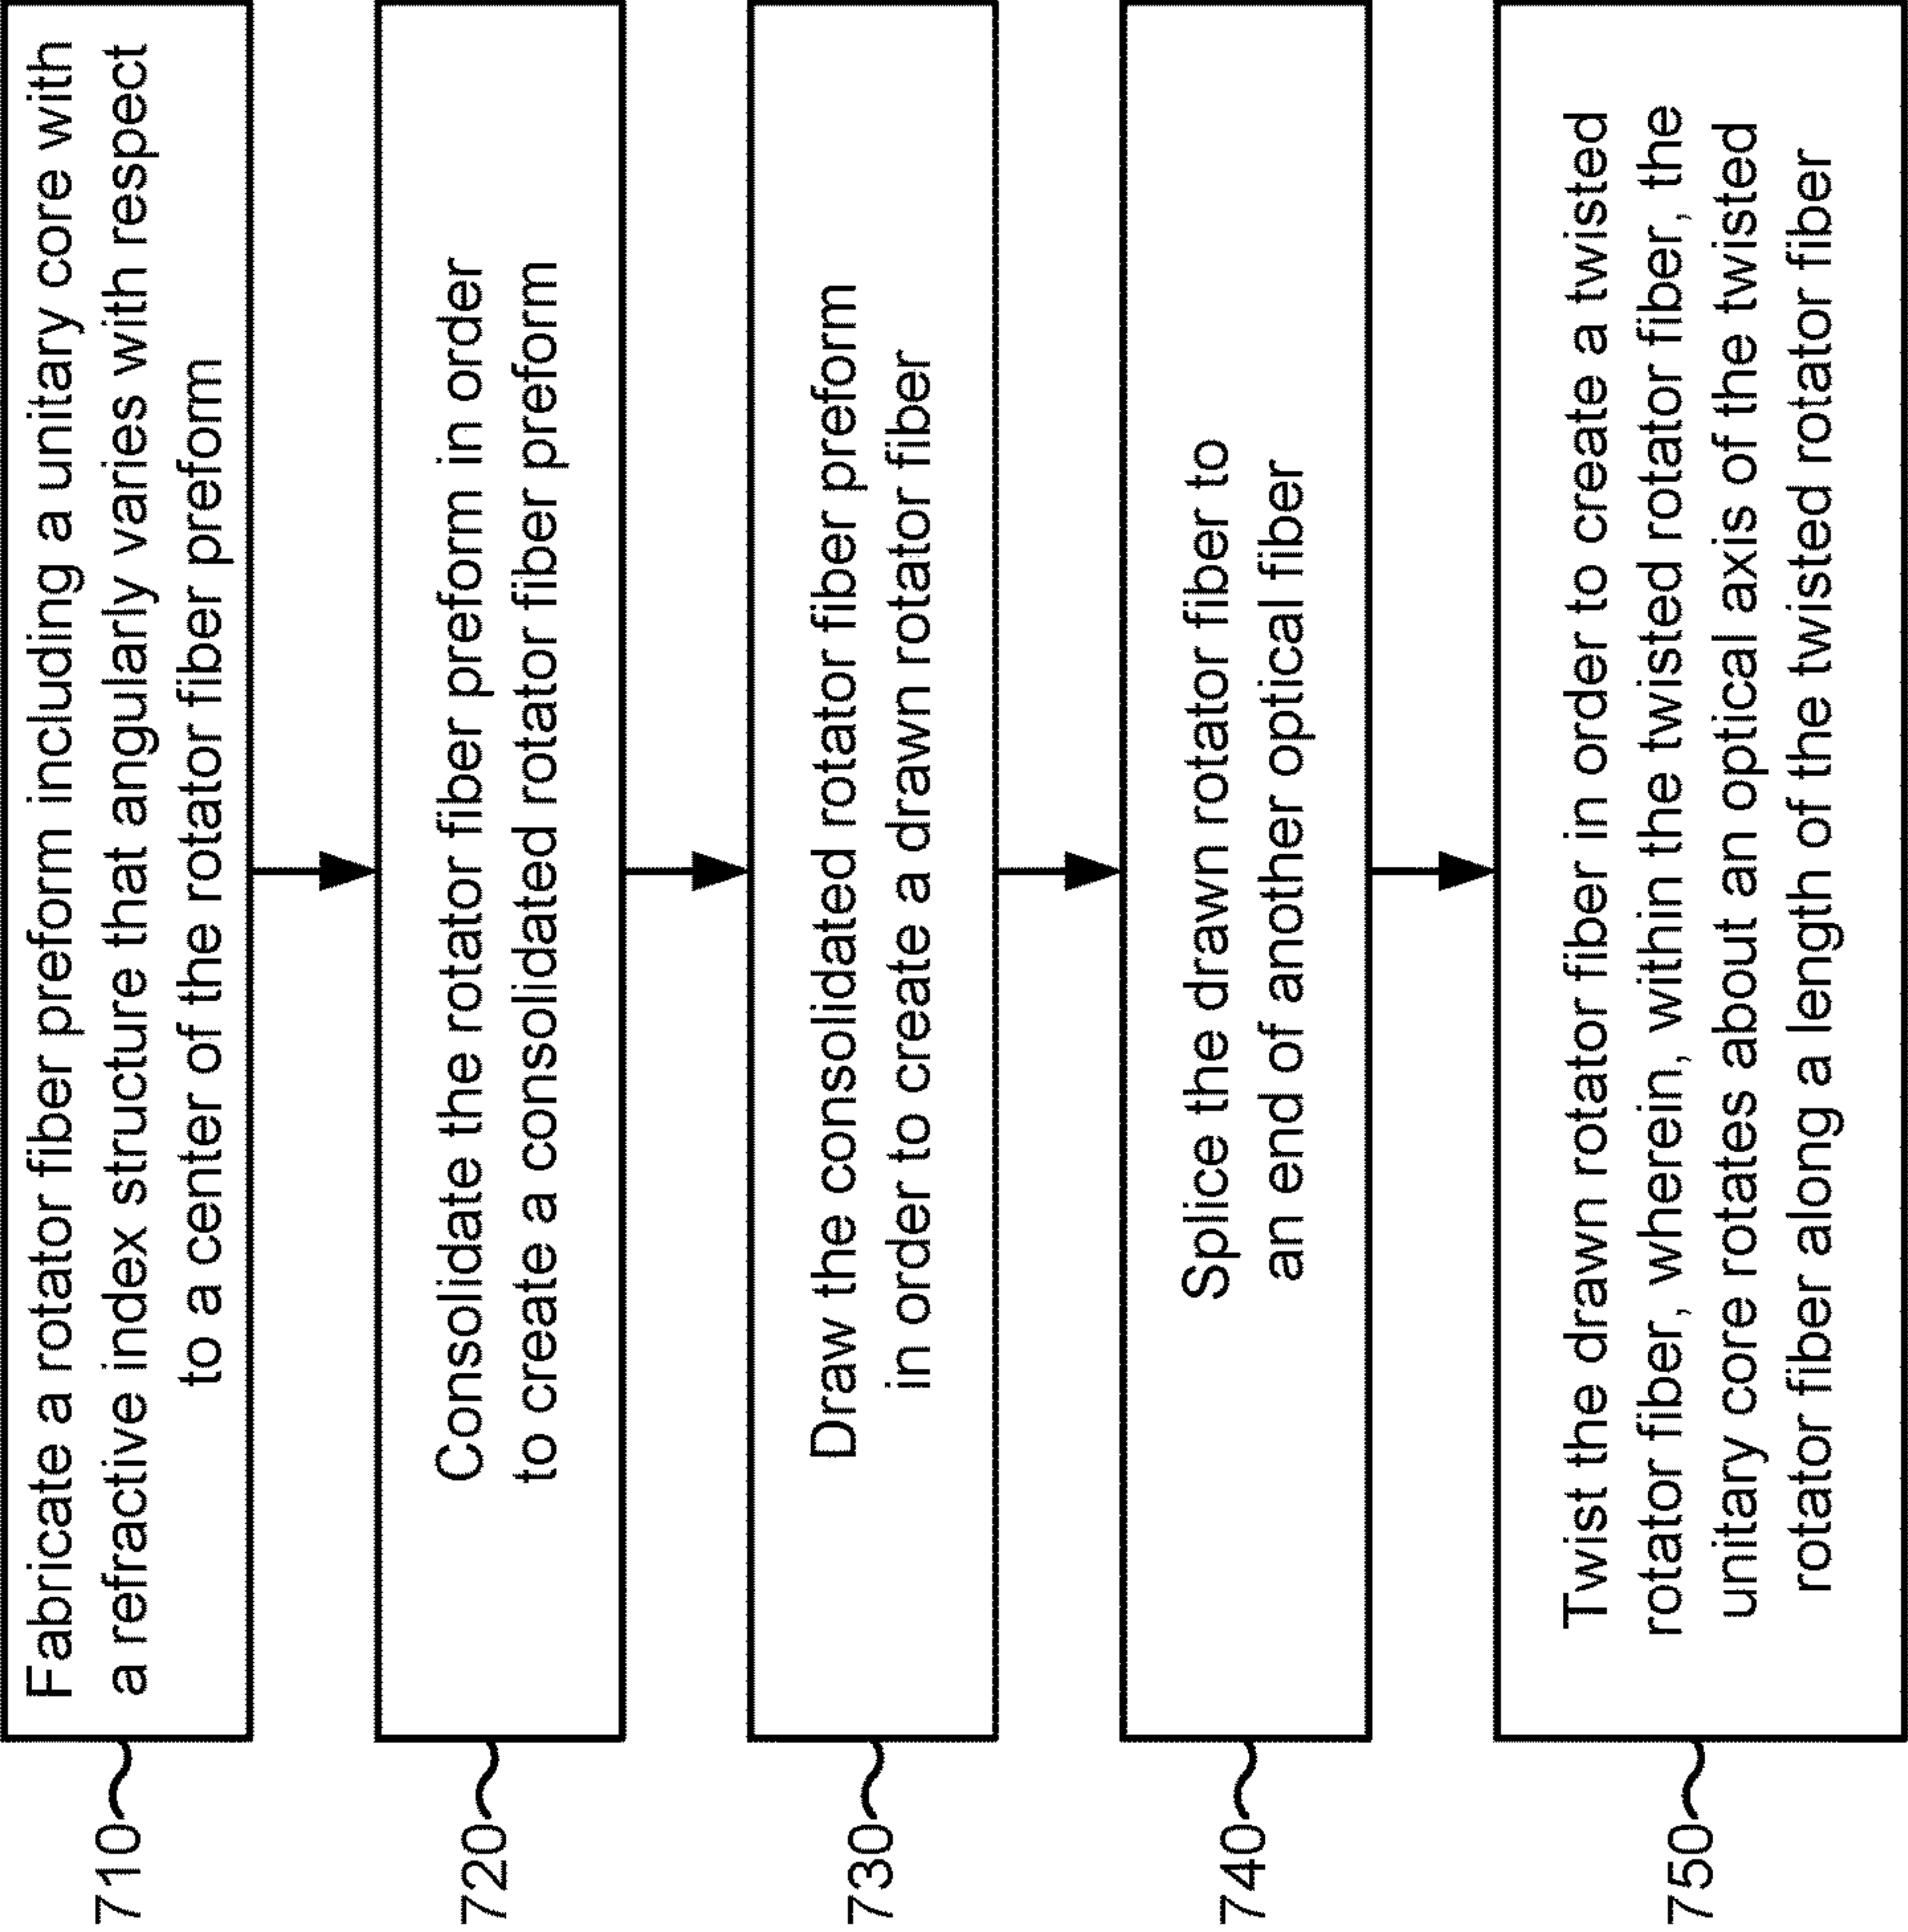 710
Fabricate a rotator fiber preform including a unitary core with
a refractive index structure that angularly varies with respect
to a center of the rotator fiber preform
720
Consolidate the rotator fiber preform in order
to create a consolidated rotator fiber preform
730
Draw the consolidated rotator fiber preform
in order to create a drawn rotator fiber
740
Splice the drawn rotator fiber to
an end of another optical fiber
750
Twist the drawn rotator fiber in order to create a twisted
rotator fiber, wherein, within the twisted rotator fiber, the
unitary core rotates about an optical axis of the twisted
rotator fiber along a length of the twisted rotator fiber